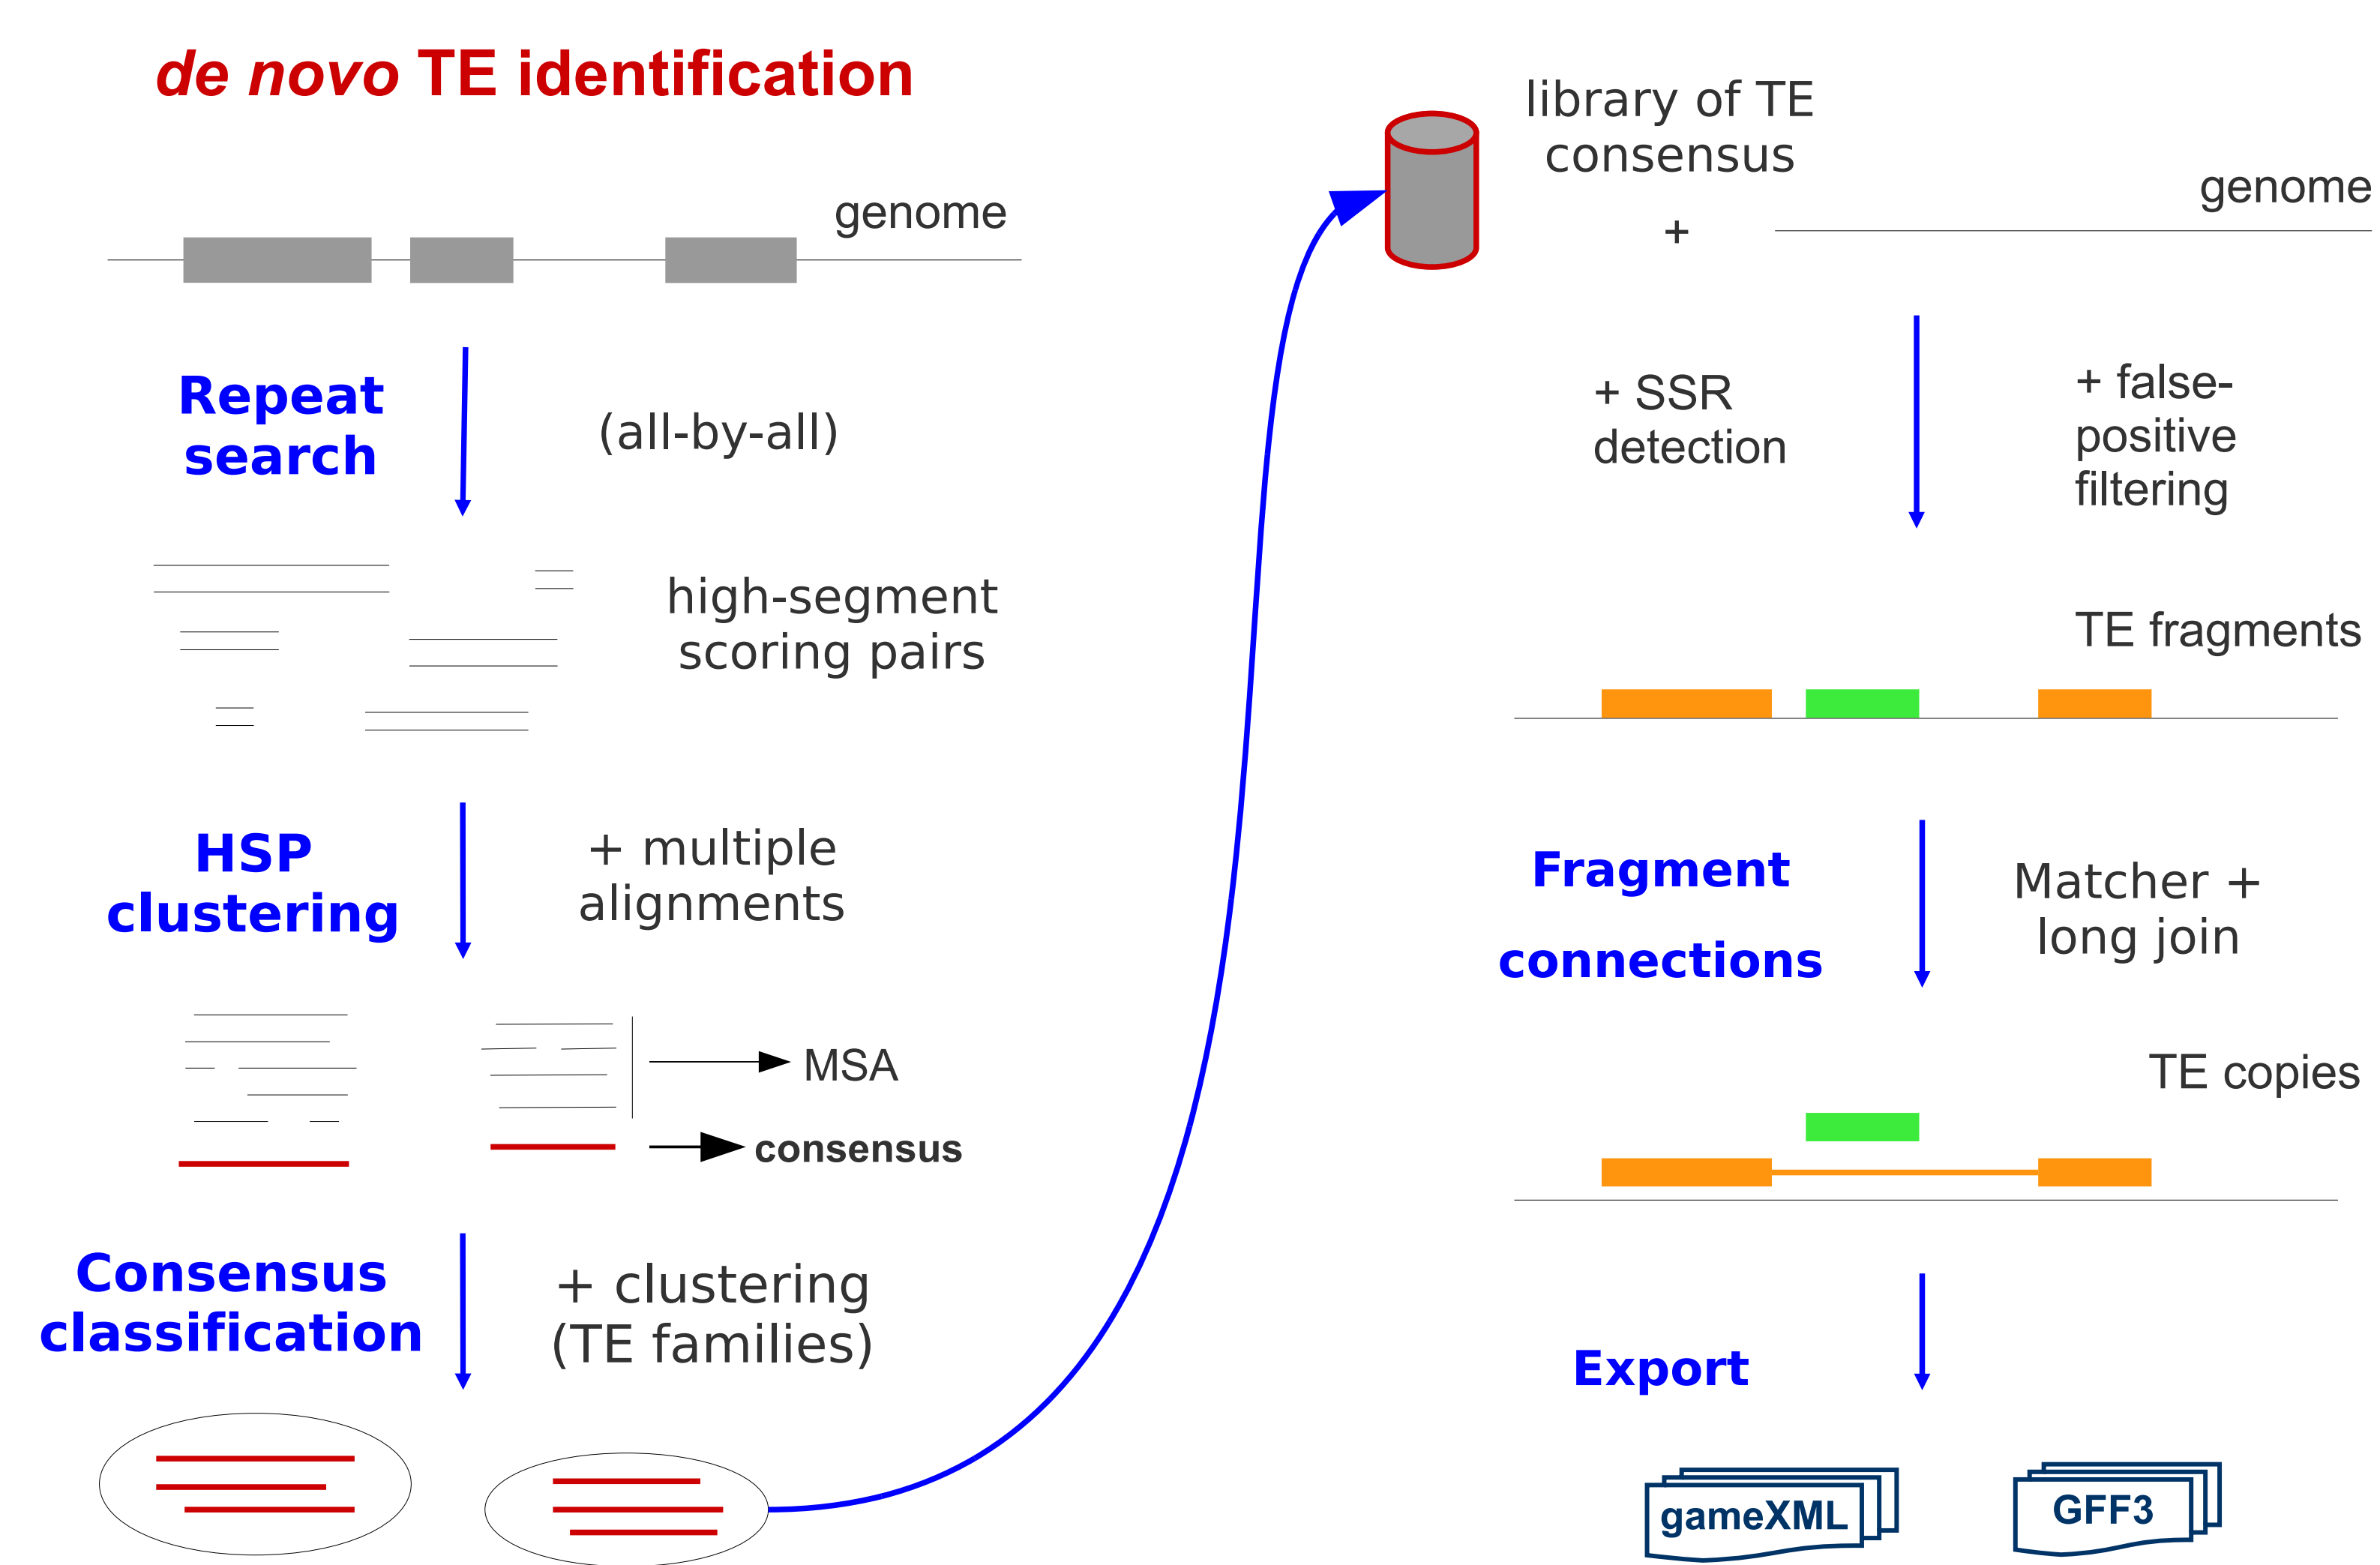 de novo TE identification
genome
Repeat
search
(all-by-all)
high-segment
scoring pairs
HSP
clustering
+ multiple
alignments
MSA
consensus
Consensus
classification
+ clustering
(TE families)
library of TE
consensus
+
genome
+ SSR
detection
+ false-
positive
filtering
TE fragments
Fragment
connections
Matcher +
long join
TE copies
Export
gameXML
GFF3